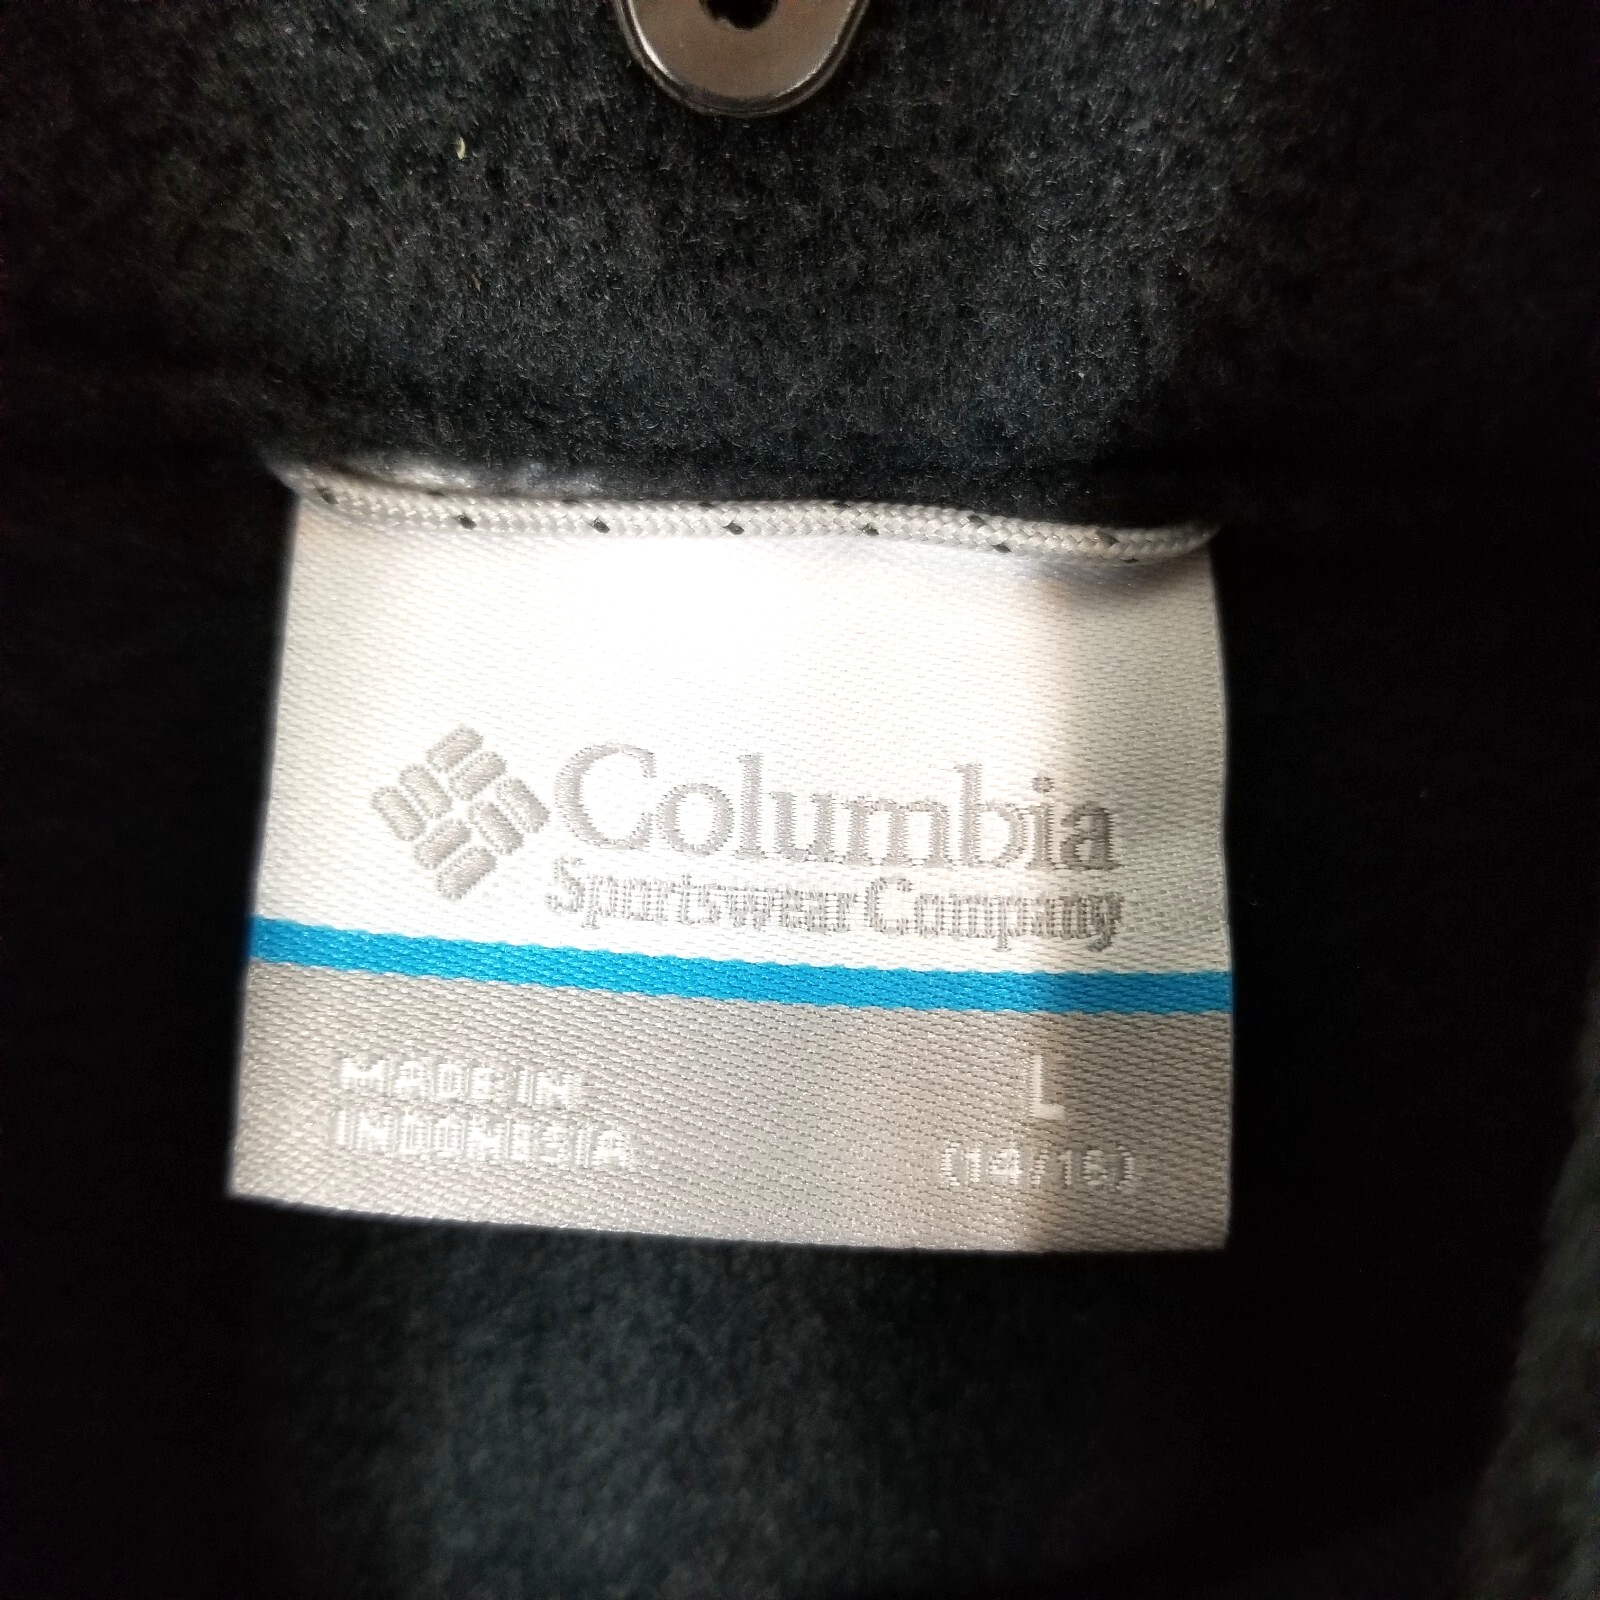 Columbia
Sportswear Company
MADE IN
INDONESIA
L
(14/16)